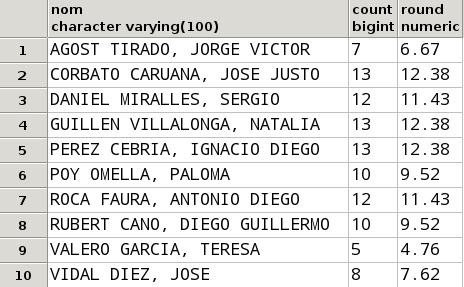 nom count round
character varying(100) bigint numeric
1 AGOST TIRADO, JORGE VICTOR 7 6.67
2 CORBATO CARUANA, JOSE JUSTO 13 12.38
3 DANIEL MIRALLES, SERGIO 12 11.43
4 GUILLEN VILLALONGA, NATALIA 13 12.38
5 PEREZ CEBRIA, IGNACIO DIEGO 13 12.38
6 POY OMELLA, PALOMA 10 9.52
7 ROCA FAURA, ANTONIO DIEGO 12 11.43
8 RUBERT CANO, DIEGO GUILLERMO 10 9.52
9 VALERO GARCIA, TERESA 5 4.76
10 VIDAL DIEZ, JOSE 8 7.62